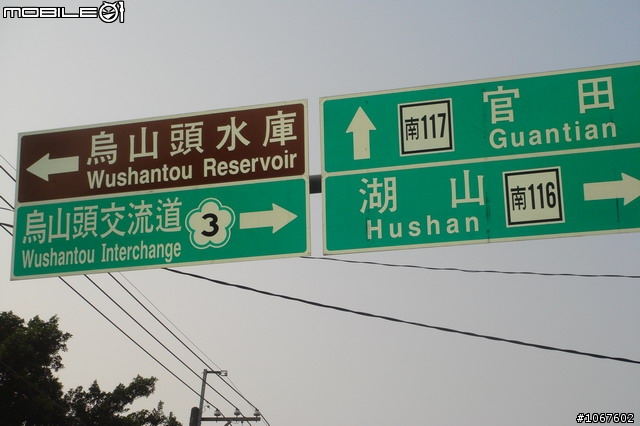 MOBILE01
烏山頭水庫
Wushantou Reservoir
烏山頭交流道 3
Wushantou Interchange
南117 官田
Guantian
湖山 南116
Hushan
#1067602